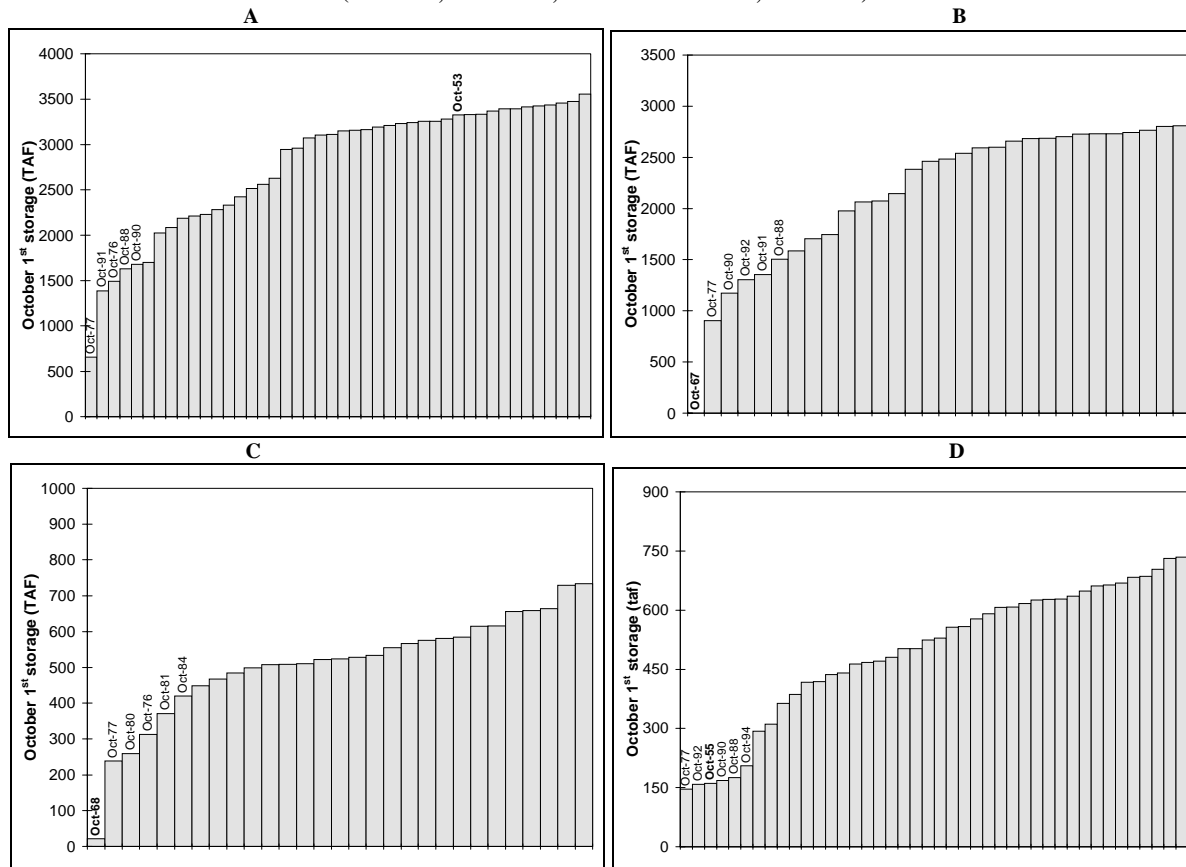 A
October 1st storage (TAF)
4000
3500
3000
2500
2000
1500
1000
500
0
Oct-77
Oct-91
Oct-76
Oct-88
Oct-90
Oct-53
B
October 1st storage (TAF)
3500
3000
2500
2000
1500
1000
500
0
Oct-67
Oct-77
Oct-90
Oct-92
Oct-91
Oct-88
C
October 1st storage (TAF)
1000
900
800
700
600
500
400
300
200
100
0
Oct-68
Oct-77
Oct-80
Oct-76
Oct-81
Oct-84
D
October 1st storage (taf)
900
750
600
450
300
150
0
Oct-77
Oct-92
Oct-55
Oct-90
Oct-88
Oct-94